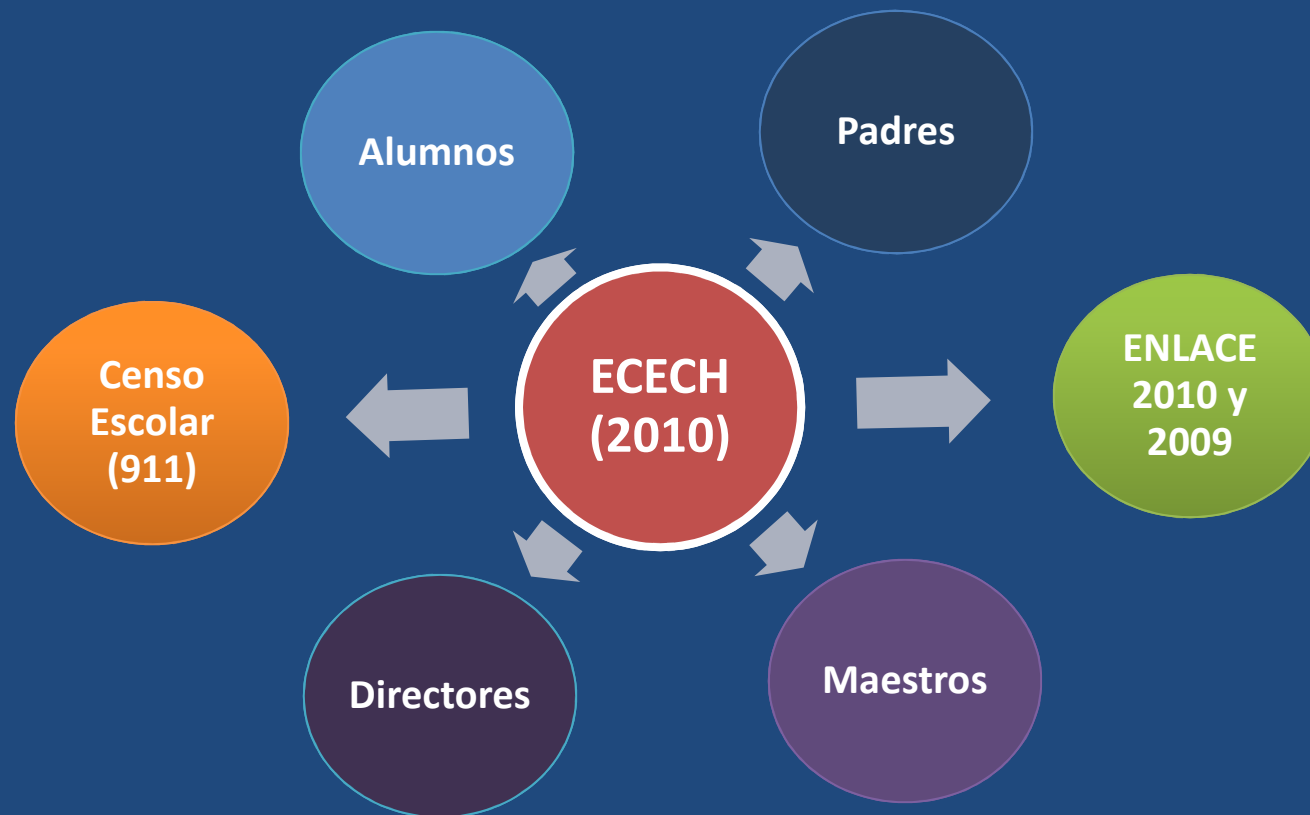 Alumnos
Padres
Censo
Escolar
(911)
ECECH
(2010)
ENLACE
2010 y
2009
Directores
Maestros